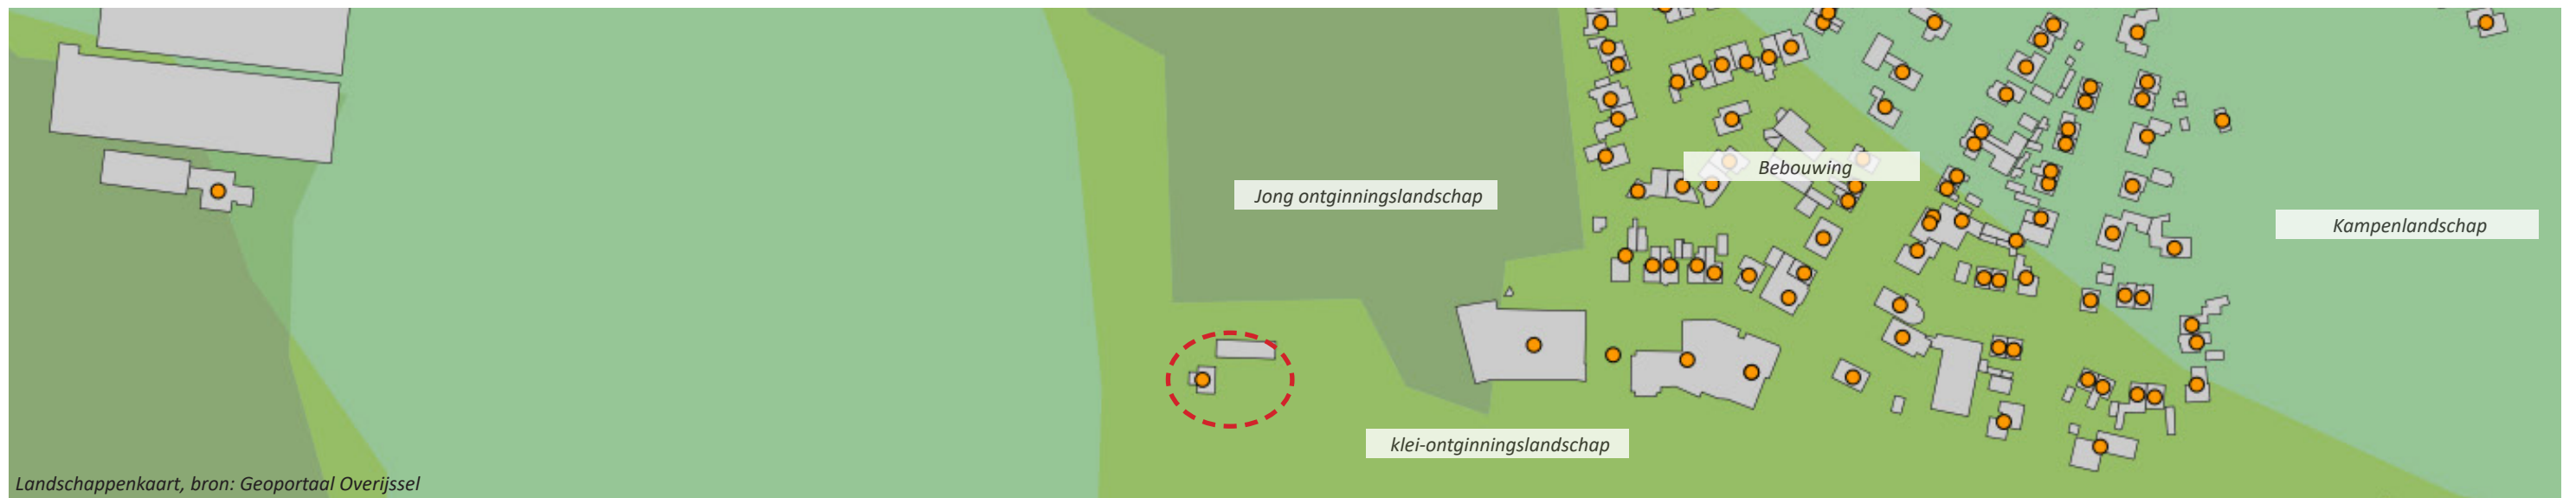 Bebouwing
Jong ontginningslandschap
Kampenlandschap
klei-ontginningslandschap
Landschappenkaart, bron: Geoportaal Overijssel